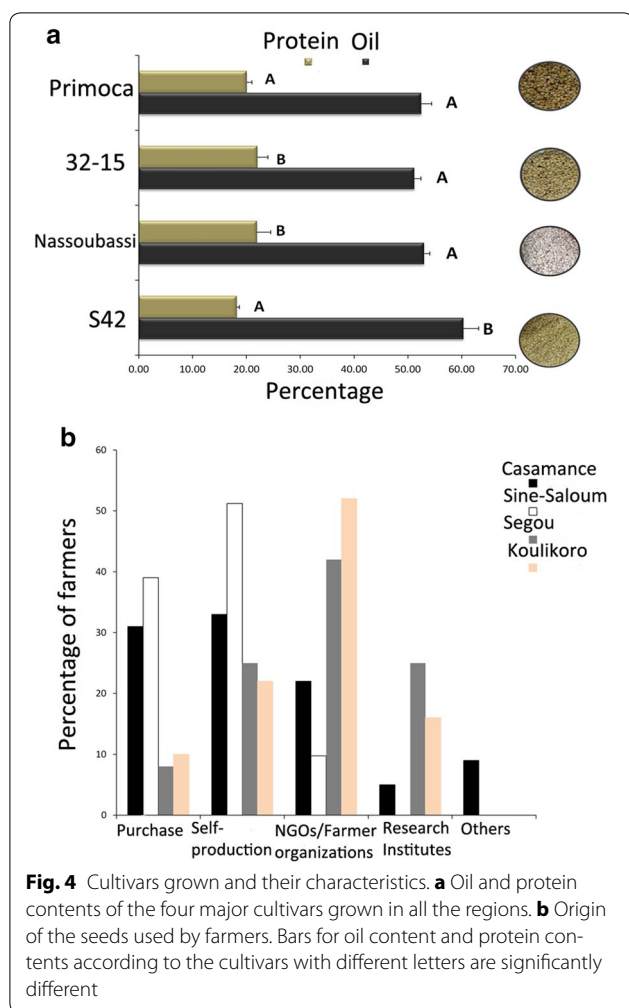 a
Protein Oil
Primoca
A
A
32-15
B
A
Nassoubassi
B
A
S42
A
B
0.00 10.00 20.00 30.00 40.00 50.00 60.00 70.00
Percentage
b
60
50
40
30
20
10
0
Percentage of farmers
Casamance
Sine-Saloum
Segou
Koulikoro
Purchase Self-production NGOs/Farmer organizations Research Institutes Others
Fig. 4 Cultivars grown and their characteristics. a Oil and protein
contents of the four major cultivars grown in all the regions. b Origin
of the seeds used by farmers. Bars for oil content and protein con-
tents according to the cultivars with different letters are significantly
different